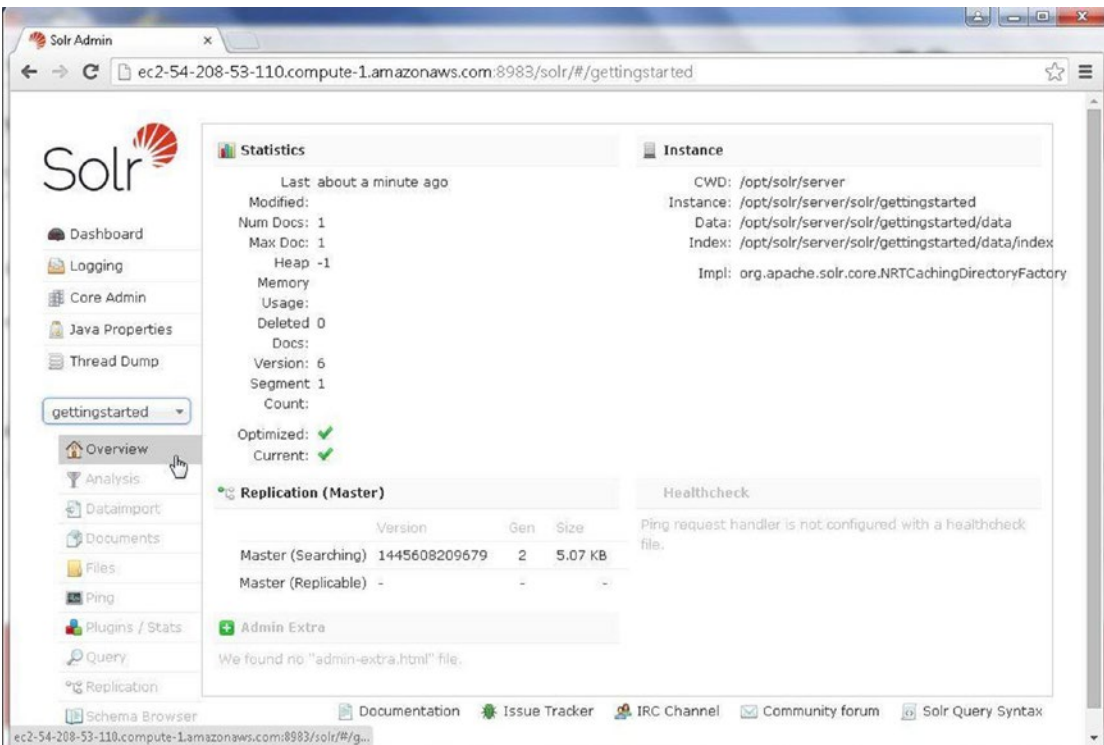 Solr Admin
ec2-54-208-53-110.compute-1.amazonaws.com:8983/solr/#/gettingstarted
Solr
Dashboard
Logging
Core Admin
Java Properties
Thread Dump
gettingstarted
Overview
Analysis
Dataimport
Documents
Files
Ping
Plugins / Stats
Query
Replication
Schema Browser
Statistics
Last about a minute ago
Modified:
Num Docs: 1
Max Doc: 1
Heap -1
Memory
Usage:
Deleted 0
Docs:
Version: 6
Segment 1
Count:
Optimized:
Current:
Instance
CWD: /opt/solr/server
Instance: /opt/solr/server/solr/gettingstarted
Data: /opt/solr/server/solr/gettingstarted/data
Index: /opt/solr/server/solr/gettingstarted/data/index
Impl: org.apache.solr.core.NRTCachingDirectoryFactory
Replication (Master)
Version Gen Size
Master (Searching) 1445608209679 2 5.07 KB
Master (Replicable) - - -
Healthcheck
Ping request handler is not configured with a healthcheck
file.
Admin Extra
We found no "admin-extra.html" file.
Documentation Issue Tracker IRC Channel Community forum Solr Query Syntax
ec2-54-208-53-110.compute-1.amazonaws.com:8983/solr/#/g...